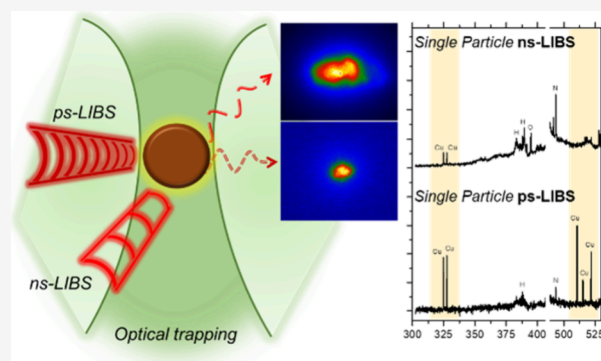 ps-LIBS
ns-LIBS
Optical trapping
Single Particle ns-LIBS
Cu Cu
H
H
O
N
Single Particle ps-LIBS
Cu
Cu
H
N
Cu
Cu
Cu
300 325 350 375 400 500 525